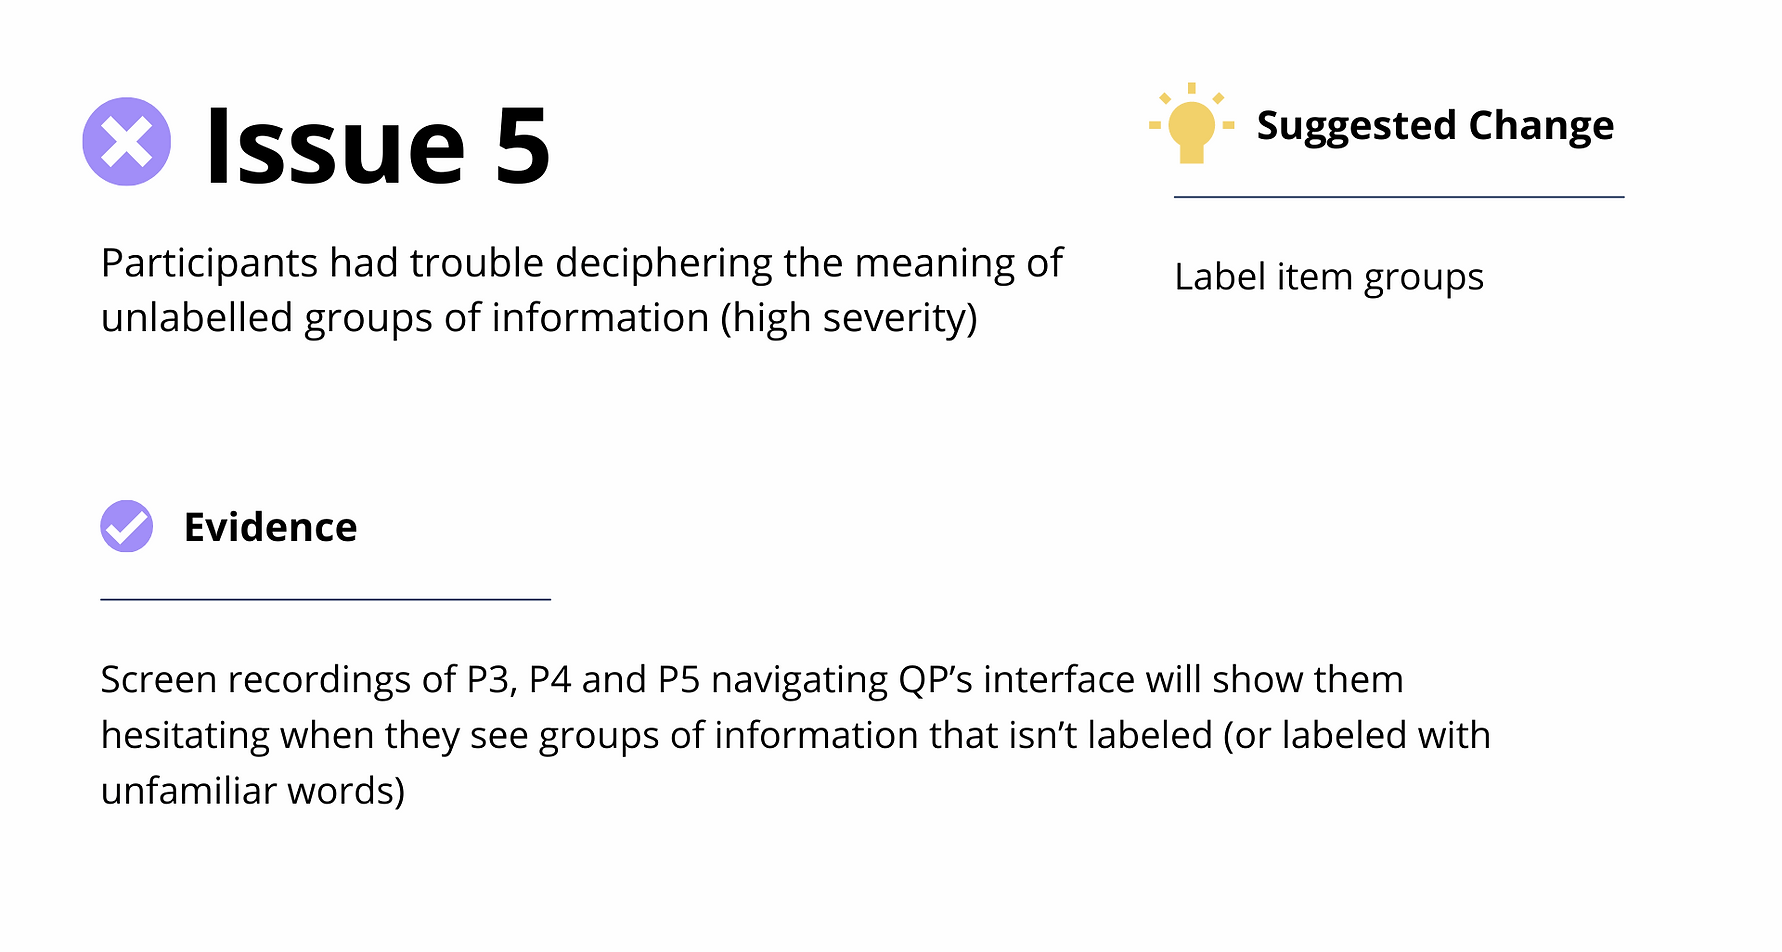 Issue 5
Participants had trouble deciphering the meaning of
unlabelled groups of information (high severity)
Suggested Change
Label item groups
Evidence
Screen recordings of P3, P4 and P5 navigating QP’s interface will show them
hesitating when they see groups of information that isn’t labeled (or labeled with
unfamiliar words)